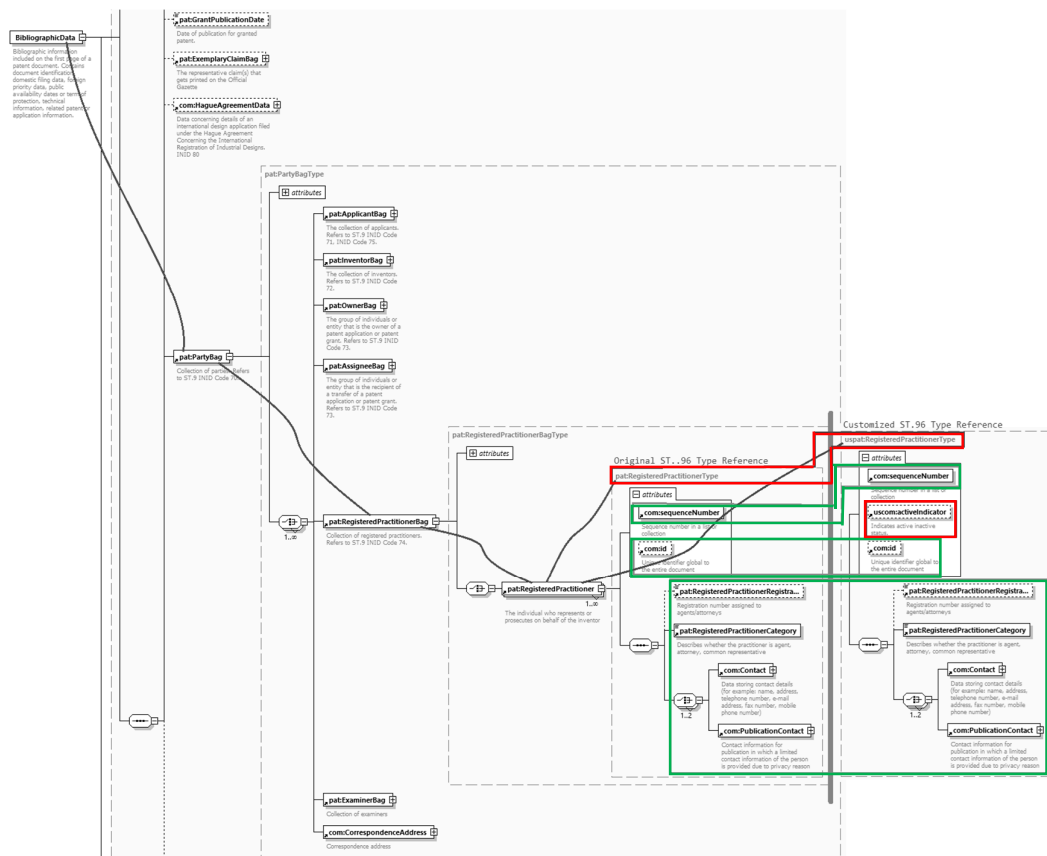 pat:GrantPublicationDate
Date of publication for granted
patent.
BibliographicData
Bibliographic information
included on the first page of a
patent document. Contains
document identification,
domestic filing data, foreign
priority data, public
availability dates or term of
protection, technical
information, related patent or
application information.
pat:ExemplaryClaimBag
The representative claim(s) that
gets printed on the Official
Gazette
com:HagueAgreementData
Data concerning details of an
international design application filed
under the Hague Agreement
Concerning the International
Registration of Industrial Designs.
INID 80
pat:PartyBagType
attributes
pat:ApplicantBag
The collection of applicants.
Refers to ST.9 INID Code
71. INID Code 75.
pat:InventorBag
The collection of inventors.
Refers to ST.9 INID Code
72.
pat:OwnerBag
The group of individuals or
entity that is the owner of a
patent application or patent
grant. Refers to ST.9 INID
Code 73.
pat:PartyBag
Collection of parties. Refers
to ST.9 INID Code 70.
pat:AssigneeBag
The group of individuals or
entity that is the recipient of
a transfer of a patent
application or patent grant.
Refers to ST.9 INID Code
73.
pat:RegisteredPractitionerBagType
attributes
Original ST..96 Type Reference
pat:RegisteredPractitionerType
attributes
com:sequenceNumber
Sequence number in a list or
collection
com:id
Unique identifier global to
the entire document
Customized ST.96 Type Reference
uspat:RegisteredPractitionerType
attributes
com:sequenceNumber
Sequence number in a list or
collection
uscom:activeIndicator
Indicates active inactive
status.
com:id
Unique identifier global to
the entire document
1..∞
pat:RegisteredPractitionerBag
Collection of registered practitioners.
Refers to ST.9 INID Code 74.
pat:RegisteredPractitioner
1..∞
The individual who represents or
prosecutes on behalf of the inventor
pat:RegisteredPractitionerRegistra...
Registration number assigned to
agents/attorneys
pat:RegisteredPractitionerCategory
Describes whether the practitioner is agent,
attorney, common representative
com:Contact
Data storing contact details
(for example: name, address,
telephone number, e-mail
address, fax number, mobile
phone number)
1..2
com:PublicationContact
Contact information for
publication in which a limited
contact information of the person
is provided due to privacy reason
pat:RegisteredPractitionerRegistra...
Registration number assigned to
agents/attorneys
pat:RegisteredPractitionerCategory
Describes whether the practitioner is agent,
attorney, common representative
com:Contact
Data storing contact details
(for example: name, address,
telephone number, e-mail
address, fax number, mobile
phone number)
1..2
com:PublicationContact
Contact information for
publication in which a limited
contact information of the person
is provided due to privacy reason
pat:ExaminerBag
Collection of examiners
com:CorrespondenceAddress
Correspondence address